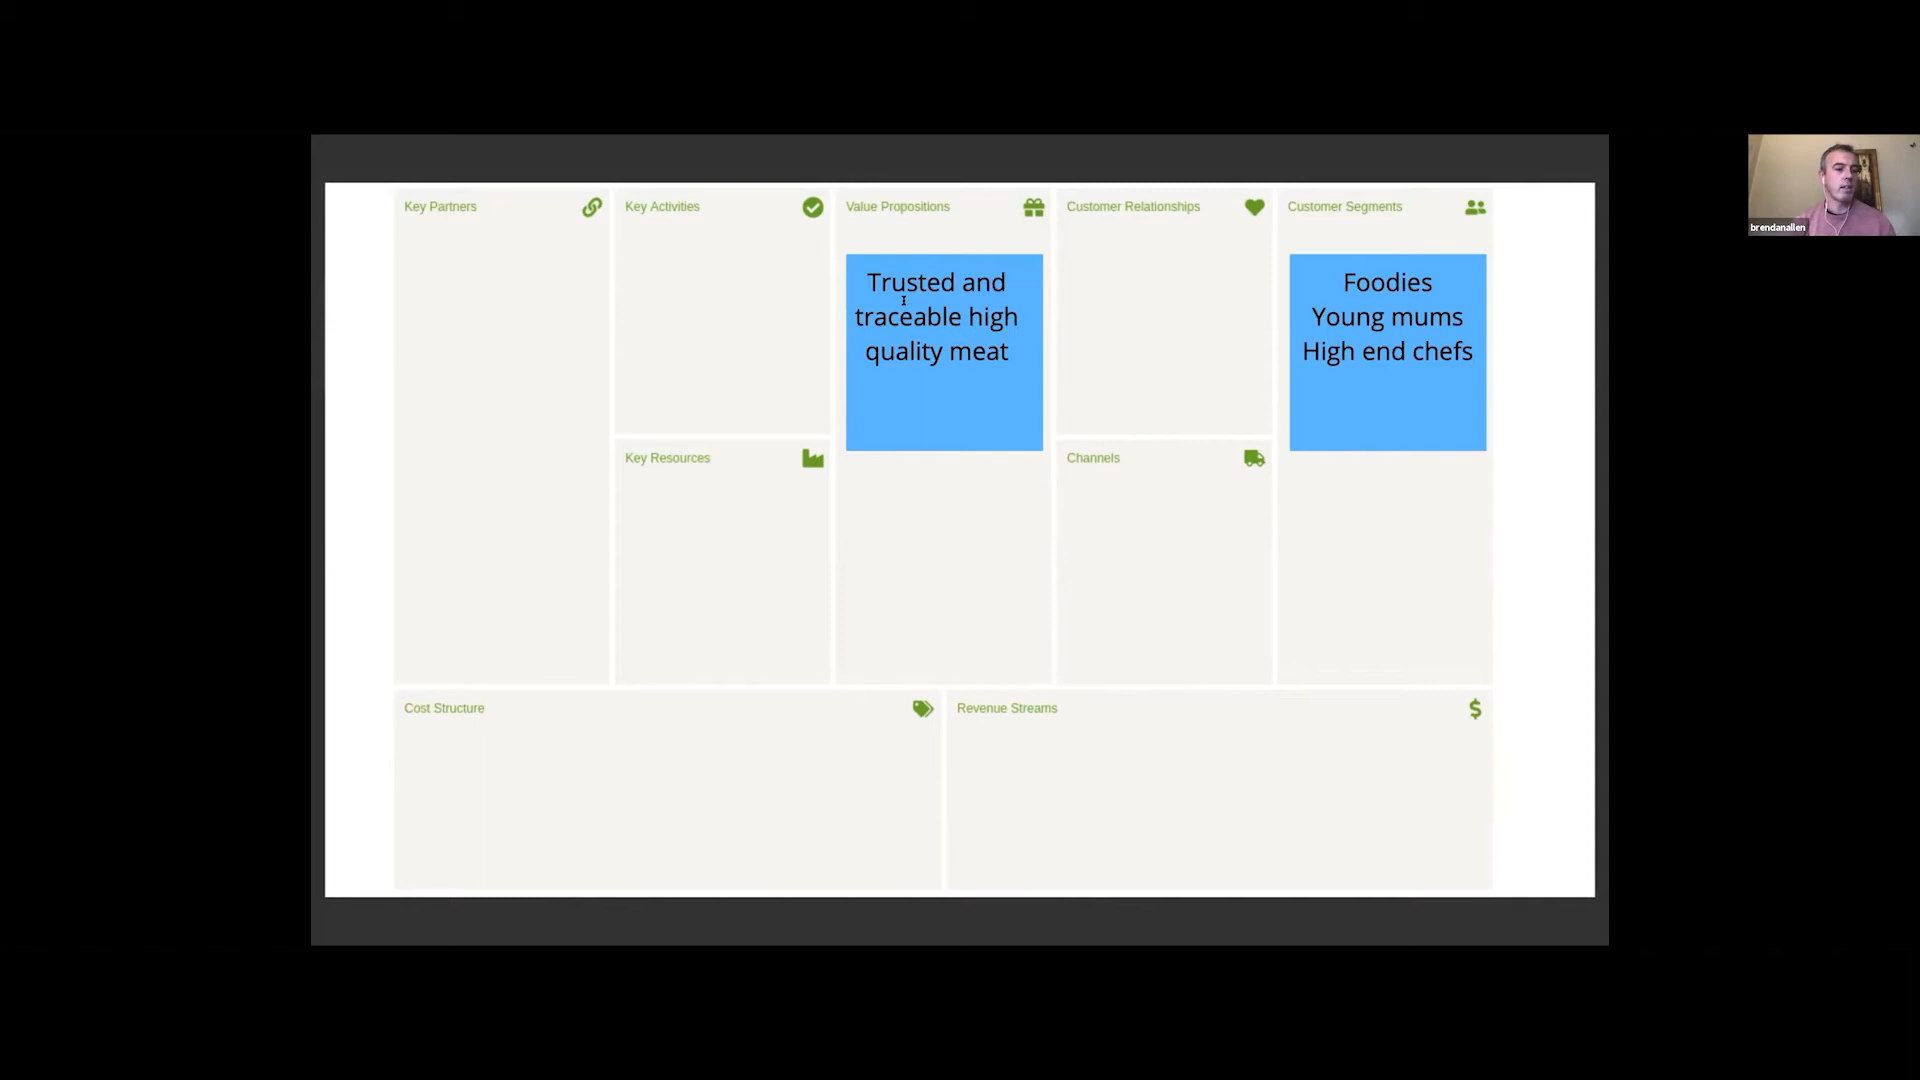 Key Partners
Key Activities
Value Propositions
Customer Relationships
Customer Segments
Trusted and
traceable high
quality meat
Foodies
Young mums
High end chefs
Key Resources
Channels
Cost Structure
Revenue Streams
$
brendanallen